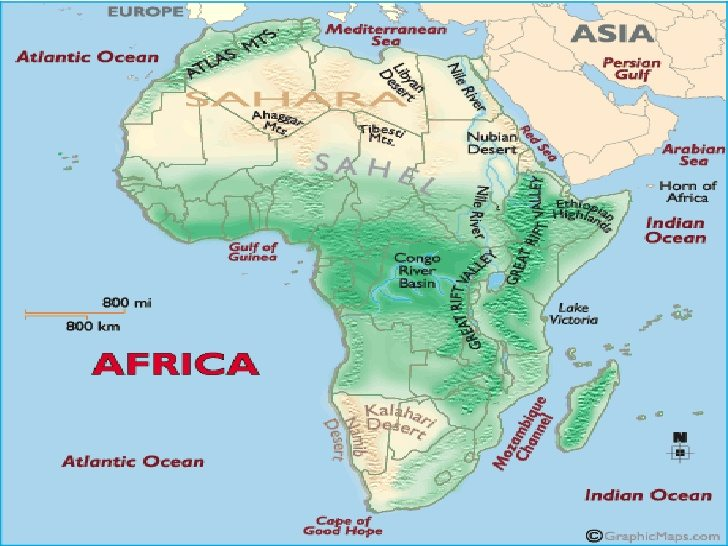 EUROPE
Mediterranean
Sea
ASIA
Atlantic Ocean
ATLAS MTS.
Persian
Gulf
Libyan
Desert
Nile River
SAHARA
Ahaggar
Mts.
Tibesti
Mts.
Nubian
Desert
Red Sea
Arabian
Sea
SAHEL
Horn of
Africa
Nile
River
GREAT RIFT VALLEY
Ethiopian
Highlands
Indian
Ocean
Gulf of
Guinea
Congo
River
Basin
GREAT RIFT VALLEY
800 mi
800 km
Lake
Victoria
AFRICA
Kalahari
Desert
Namib
Desert
Mozambique
Channel
N
Atlantic Ocean
Indian Ocean
Cape of
Good Hope
©GraphicMaps.com